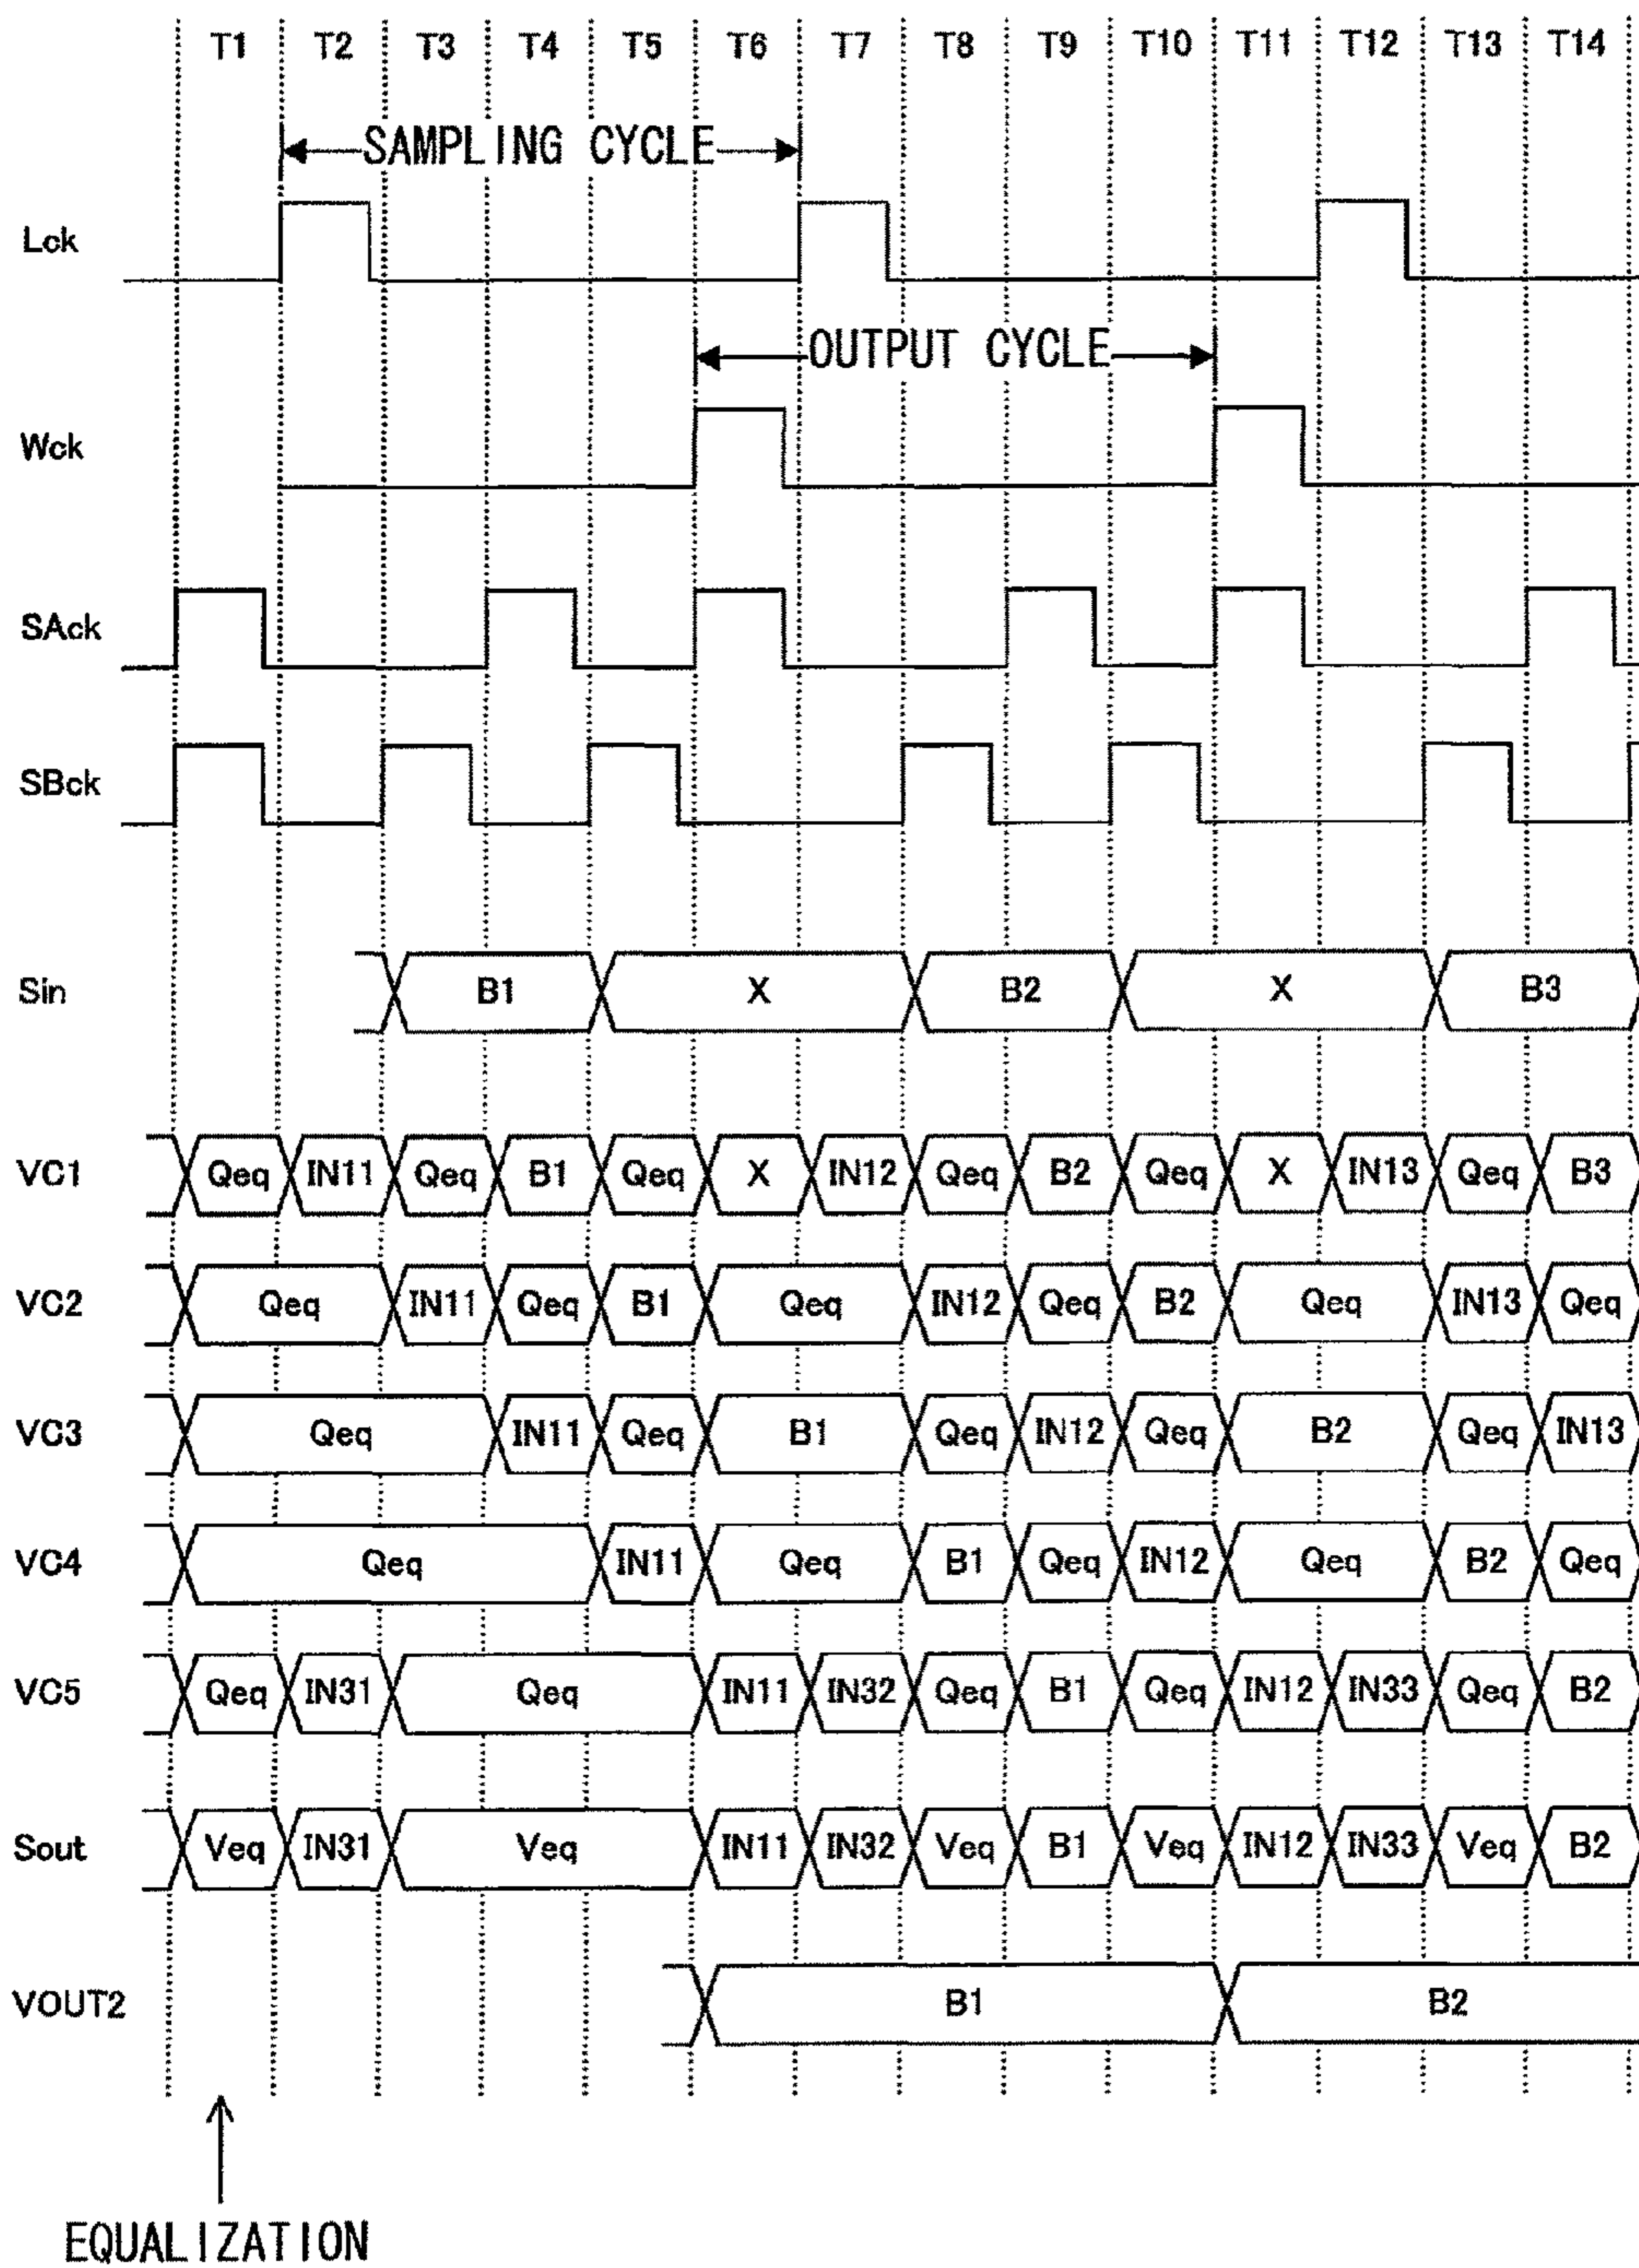 T1 T2 T3 T4 T5 T6 T7 T8 T9 T10 T11 T12 T13 T14
SAMPLING CYCLE
Lck
OUTPUT CYCLE
Wck
SAck
SBck
Sin B1 X B2 X B3
VC1 Qeq IN11 Qeq B1 Qeq X IN12 Qeq B2 Qeq X IN13 Qeq B3
VC2 Qeq IN11 Qeq B1 Qeq IN12 Qeq B2 Qeq IN13 Qeq
VC3 Qeq IN11 Qeq B1 Qeq IN12 Qeq B2 Qeq IN13
VC4 Qeq IN11 Qeq B1 Qeq IN12 Qeq B2 Qeq
VC5 Qeq IN31 Qeq IN11 IN32 Qeq B1 Qeq IN12 IN33 Qeq B2
Sout Veq IN31 Veq IN11 IN32 Veq B1 Veq IN12 IN33 Veq B2
VOUT2 B1 B2
EQUALIZATION